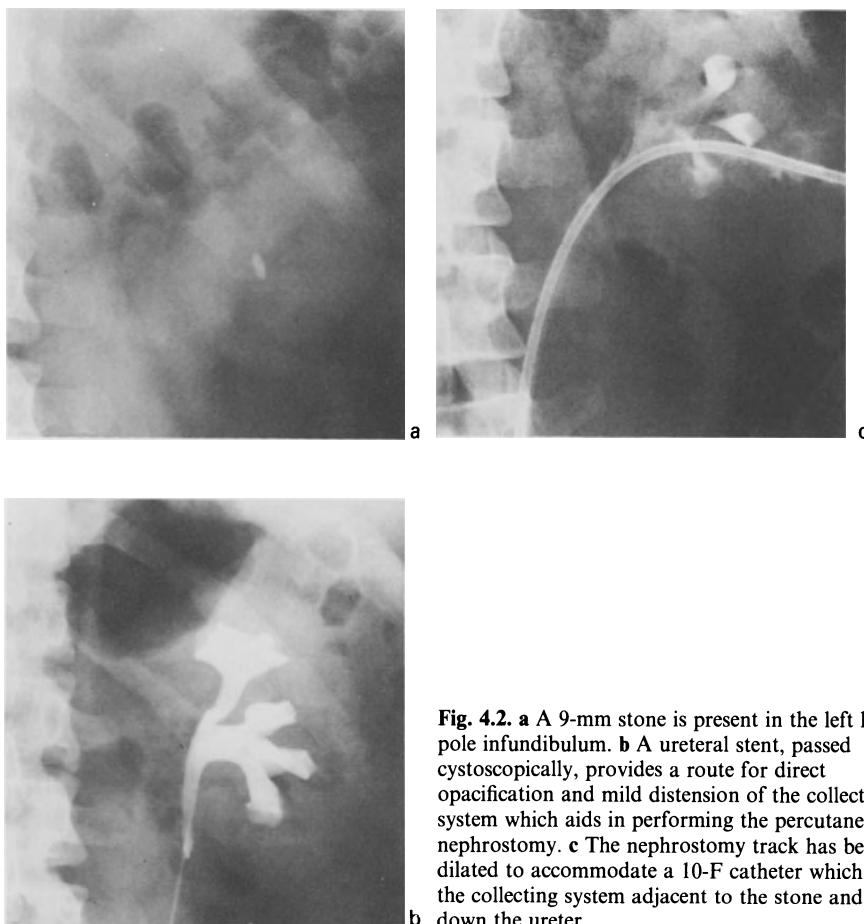 a
c
b
Fig. 4.2. a A 9-mm stone is present in the left
pole infundibulum. b A ureteral stent, passed
cystoscopically, provides a route for direct
opacification and mild distension of the collect
system which aids in performing the percutane
nephrostomy. c The nephrostomy track has be
dilated to accommodate a 10-F catheter which
the collecting system adjacent to the stone and
down the ureter